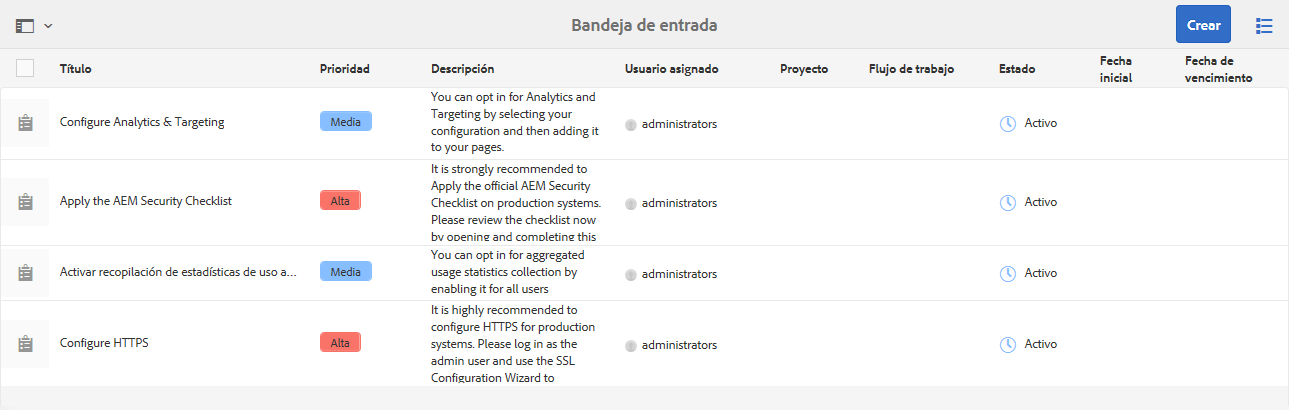 Bandeja de entrada
Crear
Título
Prioridad
Descripción
Usuario asignado
Proyecto
Flujo de trabajo
Estado
Fecha
inicial
Fecha de
vencimiento
Configure Analytics & Targeting
Media
You can opt in for Analytics and
Targeting by selecting your
configuration and then adding it
to your pages.
administrators
Activo
Apply the AEM Security Checklist
Alta
It is strongly recommended to
Apply the official AEM Security
Checklist on production systems.
Please review the checklist now
by opening and completing this
administrators
Activo
Activar recopilación de estadísticas de uso a...
Media
You can opt in for aggregated
usage statistics collection by
enabling it for all users
administrators
Activo
Configure HTTPS
Alta
It is highly recommended to
configure HTTPS for production
systems. Please log in as the
admin user and use the SSL
Configuration Wizard to
administrators
Activo